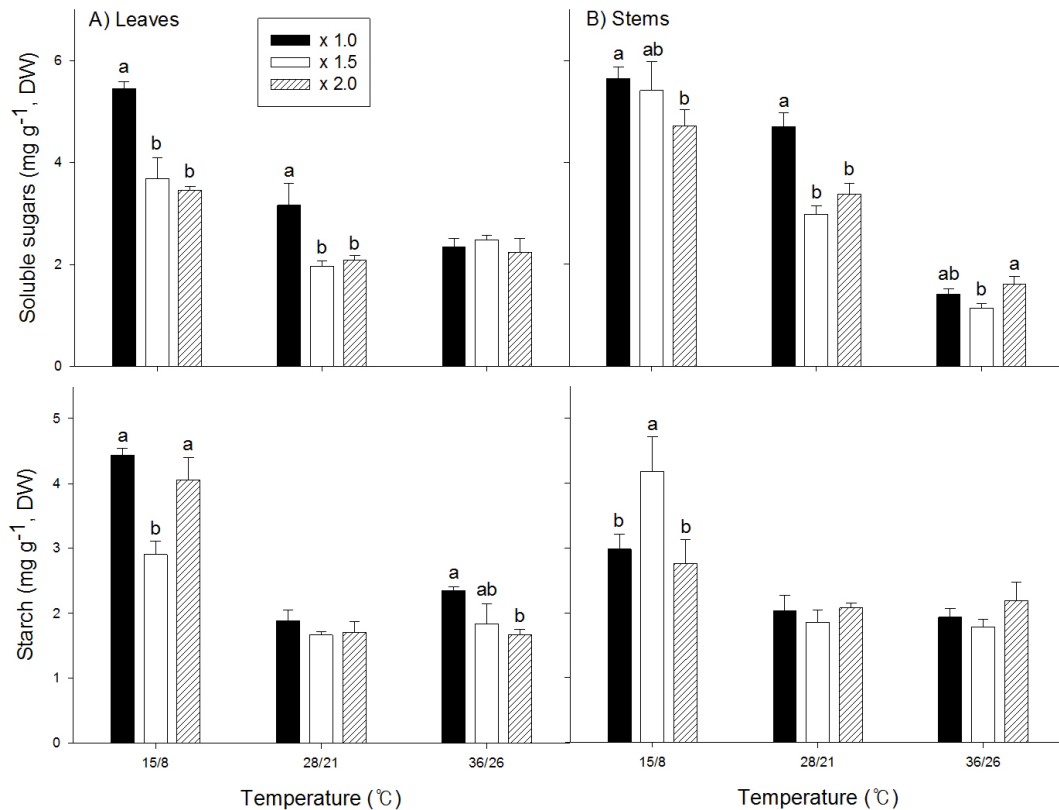 A) Leaves
x 1.0
x 1.5
x 2.0
B) Stems
Soluble sugars (mg g-1, DW)
6
4
2
0
a
b
b
a
b
b
a
ab
b
a
b
b
ab
b
a
Starch (mg g-1, DW)
5
4
3
2
1
0
a
b
a
a
ab
b
b
a
b
15/8
28/21
36/26
15/8
28/21
36/26
Temperature (℃)
Temperature (℃)